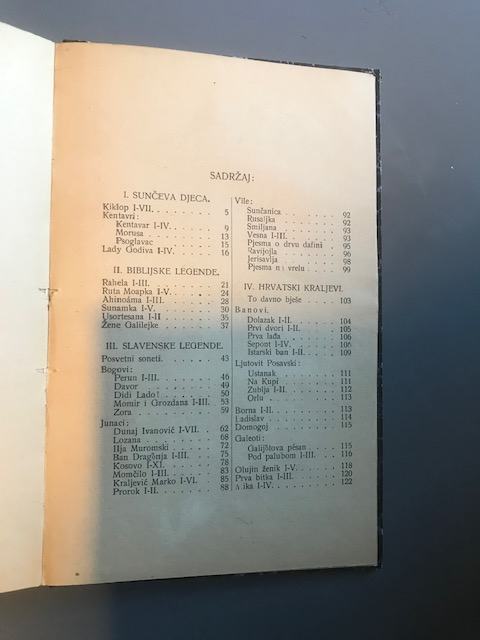 SADRŽAJ:
I. SUNČEVA DJECA.
Kiklop I-VII. . . . . . . 5
Kentavri:
Kentavar I-IV. . . . . 9
Morusa . . . . . . . 13
Psoglavac . . . . . . 15
Lady Godiva I-IV. . . . . 16
II. BIBLIJSKE LEGENDE.
Rahela I-III. . . . . . . . 21
Ruta Moapka I-V. . . . . 24
Ahinoáma I-III. . . . . . 28
Sunamka I-V. . . . . . . 30
Usortesana I-II . . . . . . 35
Žene Galilejke . . . . . . 37
III. SLAVENSKE LEGENDE.
Posvetni soneti. . . . . . 43
Bogovi:
Perun I-III. . . . . . . 46
Davor . . . . . . . . 49
Didi Lado! . . . . . . 50
Momir i Grozdana I-III. 53
Zora . . . . . . . . . 59
Junaci:
Dunaj Ivanović I-VII. . 62
Lozana . . . . . . . . 68
Ilja Muromski . . . . . 72
Ban Dragonja I-III. . . 75
Kosovo I-XI. . . . . . 78
Momčilo I-III. . . . . . 83
Kraljević Marko I-VI. . 85
Prorok I-II. . . . . . . 88
Vile:
Sunčanica . . . . . . 92
Rusaljka . . . . . . . 92
Smiljana . . . . . . . 93
Vesna I-III. . . . . . . 93
Pjesma o drvu dafini . 95
Ravijojla . . . . . . . 96
Jerisavlja . . . . . . . 98
Pjesma na vrelu . . . . 99
IV. HRVATSKI KRALJEVI.
To davno bješe . . . . 103
Banovi:
Dolazak I-II. . . . . . 104
Prvi dvori I-II. . . . . 105
Prva lađa . . . . . . 106
Sepont I-IV. . . . . . 106
Istarski ban I-II. . . . 109
Ljutovit Posavski:
Ustanak . . . . . . . 111
Na Kupi . . . . . . . 111
Zublja I-II. . . . . . . 112
Orlu . . . . . . . . . 113
Borna I-II. . . . . . . . 113
Ladislav . . . . . . . . 114
Domogoj . . . . . . . . 115
Galeoti:
Galijôlova pěsan . . . 115
Pod palubom I-III. . . 116
Olujin ženik I-V. . . . . 118
Prva bitka I-III. . . . . . 120
I-IV. . . . . . . . 122